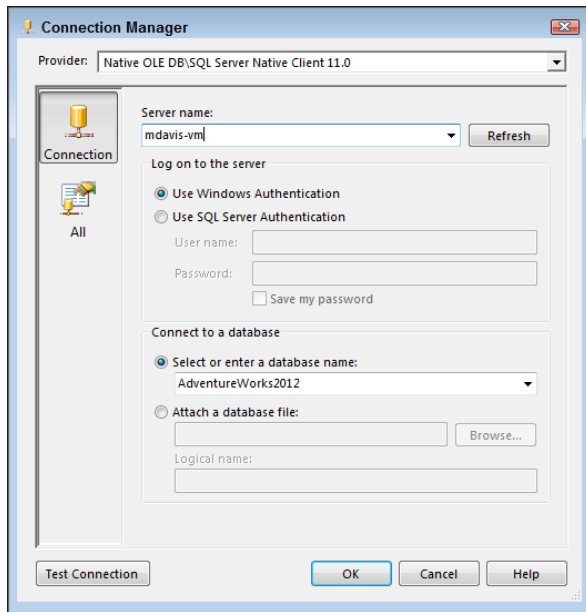 Connection Manager
Provider: Native OLE DB\SQL Server Native Client 11.0
Connection
All
Server name:
mdavis-vm
Refresh
Log on to the server
Use Windows Authentication
Use SQL Server Authentication
User name:
Password:
Save my password
Connect to a database
Select or enter a database name:
AdventureWorks2012
Attach a database file:
Browse...
Logical name:
Test Connection OK Cancel Help